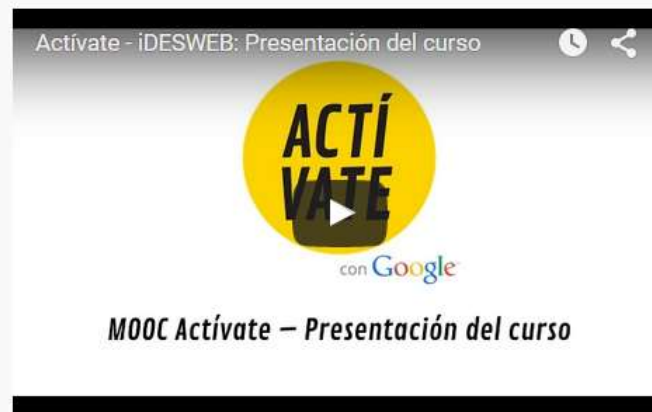 Actívate - iDESWEB: Presentación del curso
ACTÍ
VATE
con Google
MOOC Actívate – Presentación del curso